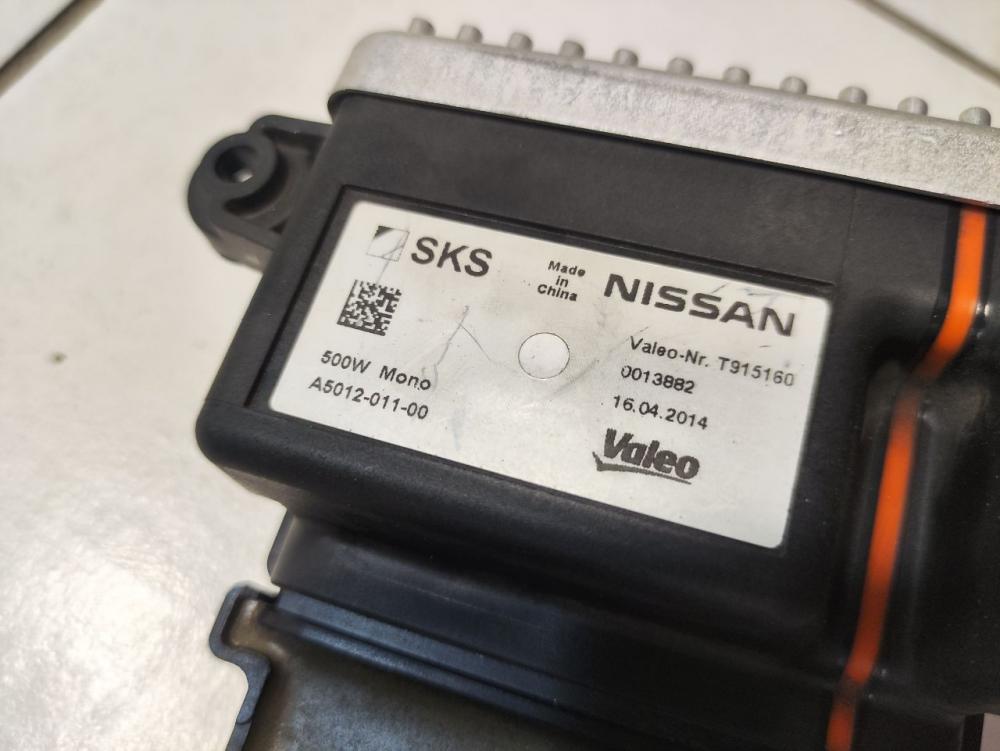 SKS
Made
in
China
NISSAN
500W Mono
A5012-011-00
Valeo-Nr. T915160
0013882
16.04.2014
Valeo